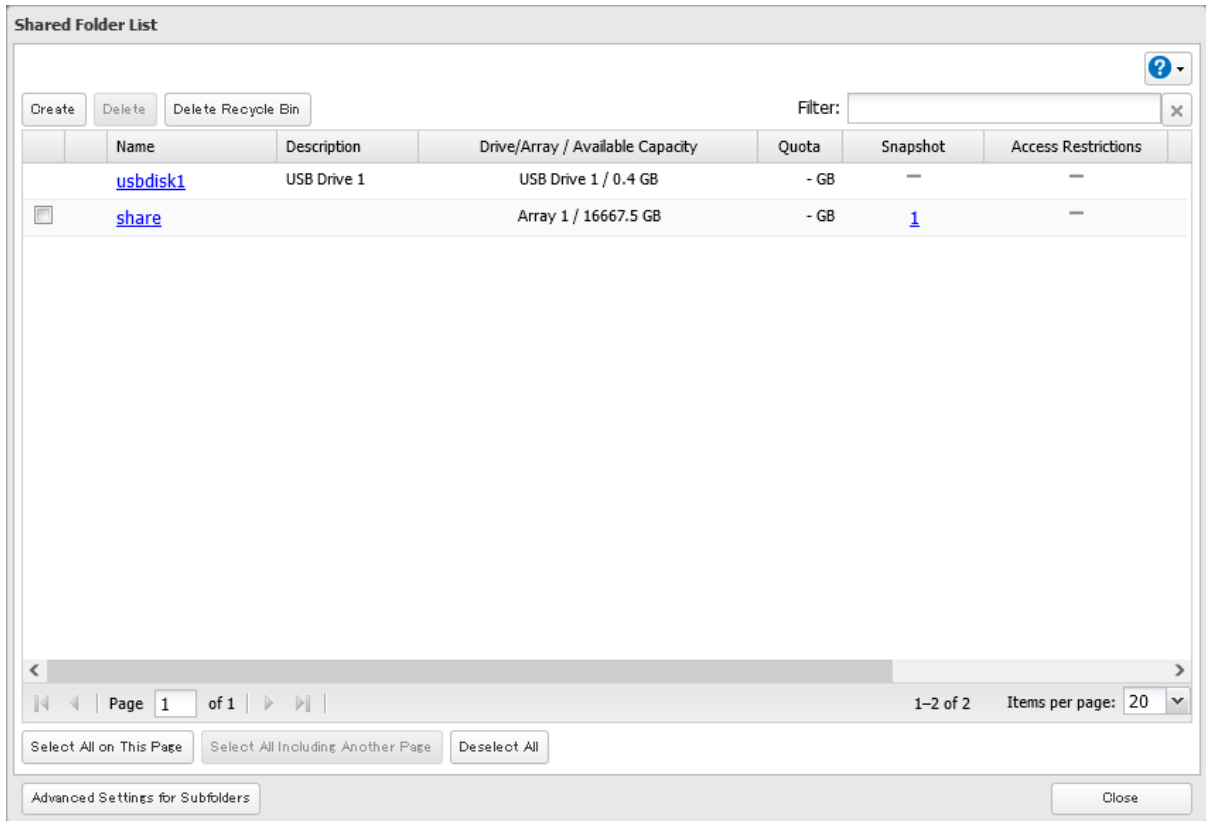 Shared Folder List
?
Create Delete Delete Recycle Bin Filter:
Name Description Drive/Array / Available Capacity Quota Snapshot Access Restrictions
usbdisk1 USB Drive 1 USB Drive 1 / 0.4 GB - GB — —
share Array 1 / 16667.5 GB - GB 1 —
Page 1 of 1 1–2 of 2 Items per page: 20
Select All on This Page Select All Including Another Page Deselect All
Advanced Settings for Subfolders Close